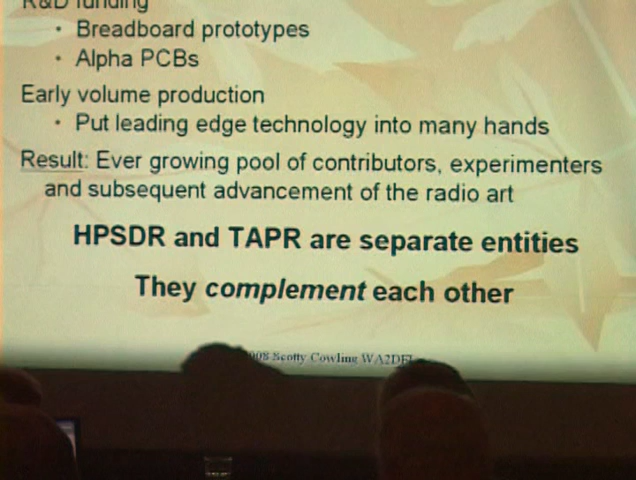 R&D funding
• Breadboard prototypes
• Alpha PCBs
Early volume production
• Put leading edge technology into many hands
Result: Ever growing pool of contributors, experimenters
and subsequent advancement of the radio art
HPSDR and TAPR are separate entities
They complement each other
Scotty Cowling